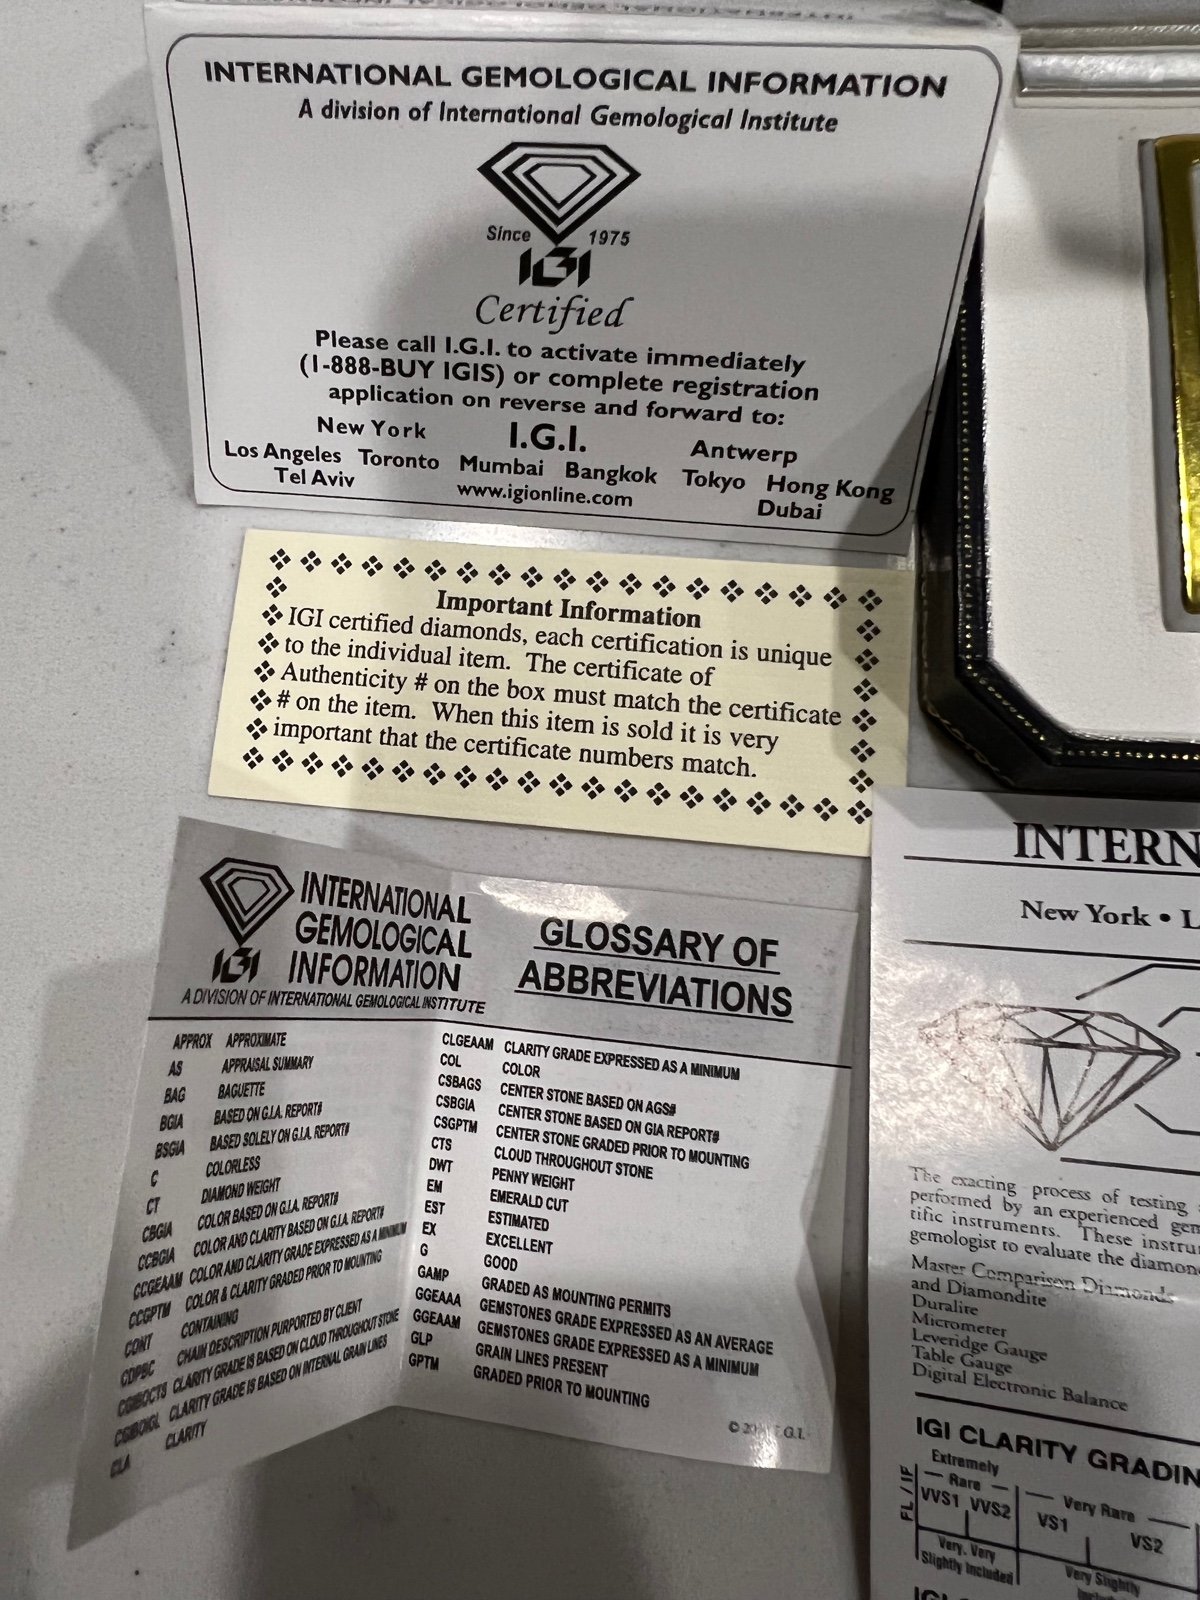 INTERNATIONAL GEMOLOGICAL INFORMATION
A division of International Gemological Institute
Since 1975
IGI
Certified
Please call I.G.I. to activate immediately
(1-888-BUY IGIS) or complete registration
application on reverse and forward to:
New York I.G.I. Antwerp
Los Angeles Toronto Mumbai Bangkok Tokyo Hong Kong
Tel Aviv www.igionline.com Dubai
Important Information
IGI certified diamonds, each certification is unique
to the individual item. The certificate of
Authenticity # on the box must match the certificate
# on the item. When this item is sold it is very
important that the certificate numbers match.
INTERNATIONAL
GEMOLOGICAL
INFORMATION
IGI
A DIVISION OF INTERNATIONAL GEMOLOGICAL INSTITUTE
GLOSSARY OF
ABBREVIATIONS
APPROX APPROXIMATE
AS APPRAISAL SUMMARY
BAG BAGUETTE
BGIA BASED ON G.I.A. REPORT#
BSGIA BASED SOLELY ON G.I.A. REPORT#
C COLORLESS
CT DIAMOND WEIGHT
CBGIA COLOR BASED ON G.I.A. REPORT#
CCBGIA COLOR AND CLARITY BASED ON G.I.A. REPORT#
CCGEAAM COLOR AND CLARITY GRADE EXPRESSED AS A MINIMUM
CCGPTM COLOR & CLARITY GRADED PRIOR TO MOUNTING
CONT CONTAINING
CDPBC CHAIN DESCRIPTION PURPORTED BY CLIENT
CGIBOCTS CLARITY GRADE IS BASED ON CLOUD THROUGHOUT STONE
CGIBOIGL CLARITY GRADE IS BASED ON INTERNAL GRAIN LINES
CLA CLARITY
CLGEAAM CLARITY GRADE EXPRESSED AS A MINIMUM
COL COLOR
CSBAGS CENTER STONE BASED ON AGS#
CSBGIA CENTER STONE BASED ON GIA REPORT#
CSGPTM CENTER STONE GRADED PRIOR TO MOUNTING
CTS CLOUD THROUGHOUT STONE
DWT PENNY WEIGHT
EM EMERALD CUT
EST ESTIMATED
EX EXCELLENT
G GOOD
GAMP GRADED AS MOUNTING PERMITS
GGEAAA GEMSTONES GRADE EXPRESSED AS AN AVERAGE
GGEAAM GEMSTONES GRADE EXPRESSED AS A MINIMUM
GLP GRAIN LINES PRESENT
GPTM GRADED PRIOR TO MOUNTING
I.G.I.
INTERN
New York • L
The exacting process of testing
performed by an experienced gem
tific instruments. These instru
gemologist to evaluate the diamon
Master Comparison Diamonds
and Diamondite
Duralite
Micrometer
Leveridge Gauge
Table Gauge
Digital Electronic Balance
IGI CLARITY GRADIN
Extremely
Rare Very Rare
FL / IF VVS1 VVS2 VS1 VS2
Very, Very
Slightly Included
Very Slightly